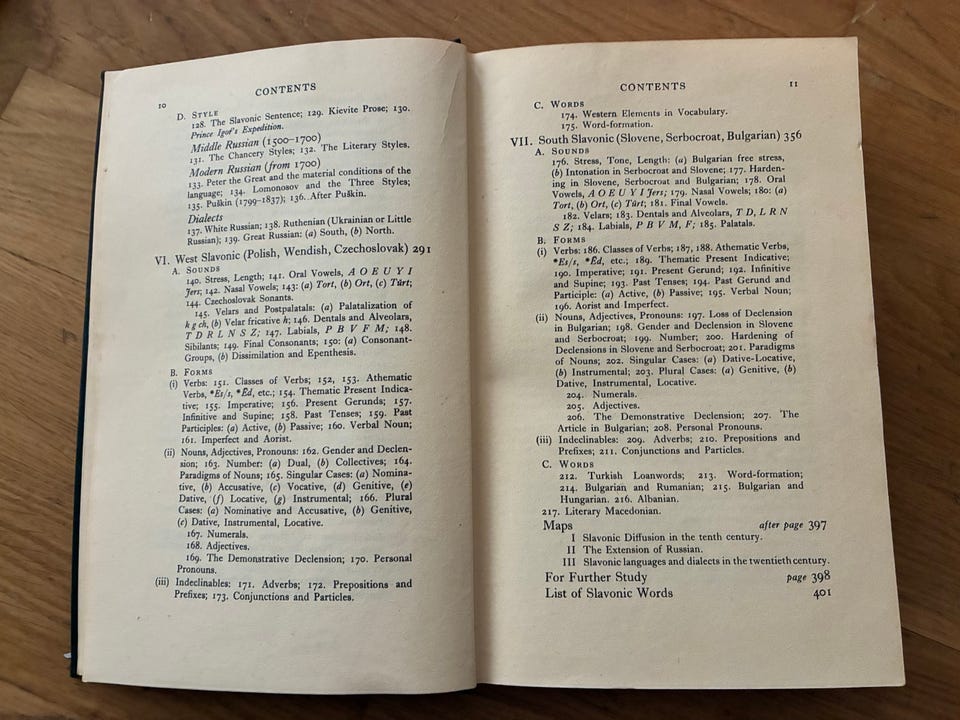 10
CONTENTS
D. STYLE
128. The Slavonic Sentence; 129. Kievite Prose; 130.
Prince Igor's Expedition.
Middle Russian (1500–1700)
131. The Chancery Styles; 132. The Literary Styles.
Modern Russian (from 1700)
133. Peter the Great and the material conditions of the
language; 134. Lomonosov and the Three Styles;
135. Puškin (1799–1837); 136. After Puškin.
Dialects
137. White Russian; 138. Ruthenian (Ukrainian or Little
Russian); 139. Great Russian: (a) South, (b) North.
VI. West Slavonic (Polish, Wendish, Czechoslovak) 291
A. SOUNDS
140. Stress, Length; 141. Oral Vowels, A O E U Y I
Jers; 142. Nasal Vowels; 143: (a) Tort, (b) Ort, (c) Tŭrt;
144. Czechoslovak Sonants.
145. Velars and Postpalatals: (a) Palatalization of
k g ch, (b) Velar fricative h; 146. Dentals and Alveolars,
T D R L N S Z; 147. Labials, P B V F M; 148.
Sibilants; 149. Final Consonants; 150: (a) Consonant-
Groups, (b) Dissimilation and Epenthesis.
B. FORMS
(i) Verbs: 151. Classes of Verbs; 152, 153. Athematic
Verbs, *Es/s, *Ēd, etc.; 154. Thematic Present Indica-
tive; 155. Imperative; 156. Present Gerunds; 157.
Infinitive and Supine; 158. Past Tenses; 159. Past
Participles: (a) Active, (b) Passive; 160. Verbal Noun;
161. Imperfect and Aorist.
(ii) Nouns, Adjectives, Pronouns: 162. Gender and Declen-
sion; 163. Number: (a) Dual, (b) Collectives; 164.
Paradigms of Nouns; 165. Singular Cases: (a) Nomina-
tive, (b) Accusative, (c) Vocative, (d) Genitive, (e)
Dative, (f) Locative, (g) Instrumental; 166. Plural
Cases: (a) Nominative and Accusative, (b) Genitive,
(c) Dative, Instrumental, Locative.
167. Numerals.
168. Adjectives.
169. The Demonstrative Declension; 170. Personal
Pronouns.
(iii) Indeclinables: 171. Adverbs; 172. Prepositions and
Prefixes; 173. Conjunctions and Particles.
CONTENTS
11
C. WORDS
174. Western Elements in Vocabulary.
175. Word-formation.
VII. South Slavonic (Slovene, Serbocroat, Bulgarian) 356
A. SOUNDS
176. Stress, Tone, Length: (a) Bulgarian free stress,
(b) Intonation in Serbocroat and Slovene; 177. Harden-
ing in Slovene, Serbocroat and Bulgarian; 178. Oral
Vowels, A O E U Y I Jers; 179. Nasal Vowels; 180: (a)
Tort, (b) Ort, (c) Tŭrt; 181. Final Vowels.
182. Velars; 183. Dentals and Alveolars, T D, L R N
S Z; 184. Labials, P B V M, F; 185. Palatals.
B. FORMS
(i) Verbs: 186. Classes of Verbs; 187, 188. Athematic Verbs,
*Es/s, *Ēd, etc.; 189. Thematic Present Indicative;
190. Imperative; 191. Present Gerund; 192. Infinitive
and Supine; 193. Past Tenses; 194. Past Gerund and
Participle: (a) Active, (b) Passive; 195. Verbal Noun;
196. Aorist and Imperfect.
(ii) Nouns, Adjectives, Pronouns: 197. Loss of Declension
in Bulgarian; 198. Gender and Declension in Slovene
and Serbocroat; 199. Number; 200. Hardening of
Declensions in Slovene and Serbocroat; 201. Paradigms
of Nouns; 202. Singular Cases: (a) Dative-Locative,
(b) Instrumental; 203. Plural Cases: (a) Genitive, (b)
Dative, Instrumental, Locative.
204. Numerals.
205. Adjectives.
206. The Demonstrative Declension; 207. The
Article in Bulgarian; 208. Personal Pronouns.
(iii) Indeclinables: 209. Adverbs; 210. Prepositions and
Prefixes; 211. Conjunctions and Particles.
C. WORDS
212. Turkish Loanwords; 213. Word-formation;
214. Bulgarian and Rumanian; 215. Bulgarian and
Hungarian. 216. Albanian.
217. Literary Macedonian.
Maps after page 397
I Slavonic Diffusion in the tenth century.
II The Extension of Russian.
III Slavonic languages and dialects in the twentieth century.
For Further Study page 398
List of Slavonic Words 401